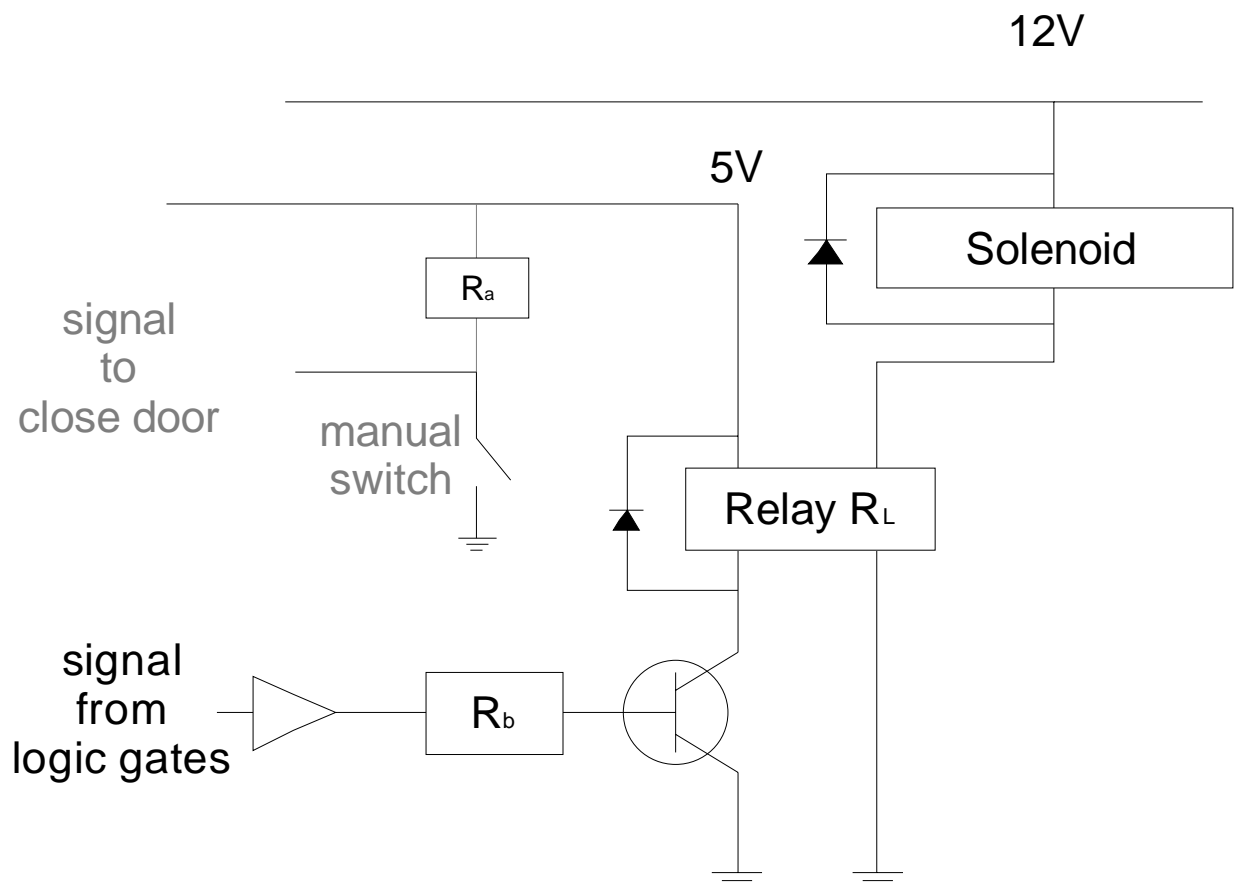 12V
5V
Solenoid
Ra
signal
to
close door
manual
switch
Relay RL
signal
from
logic gates
Rb